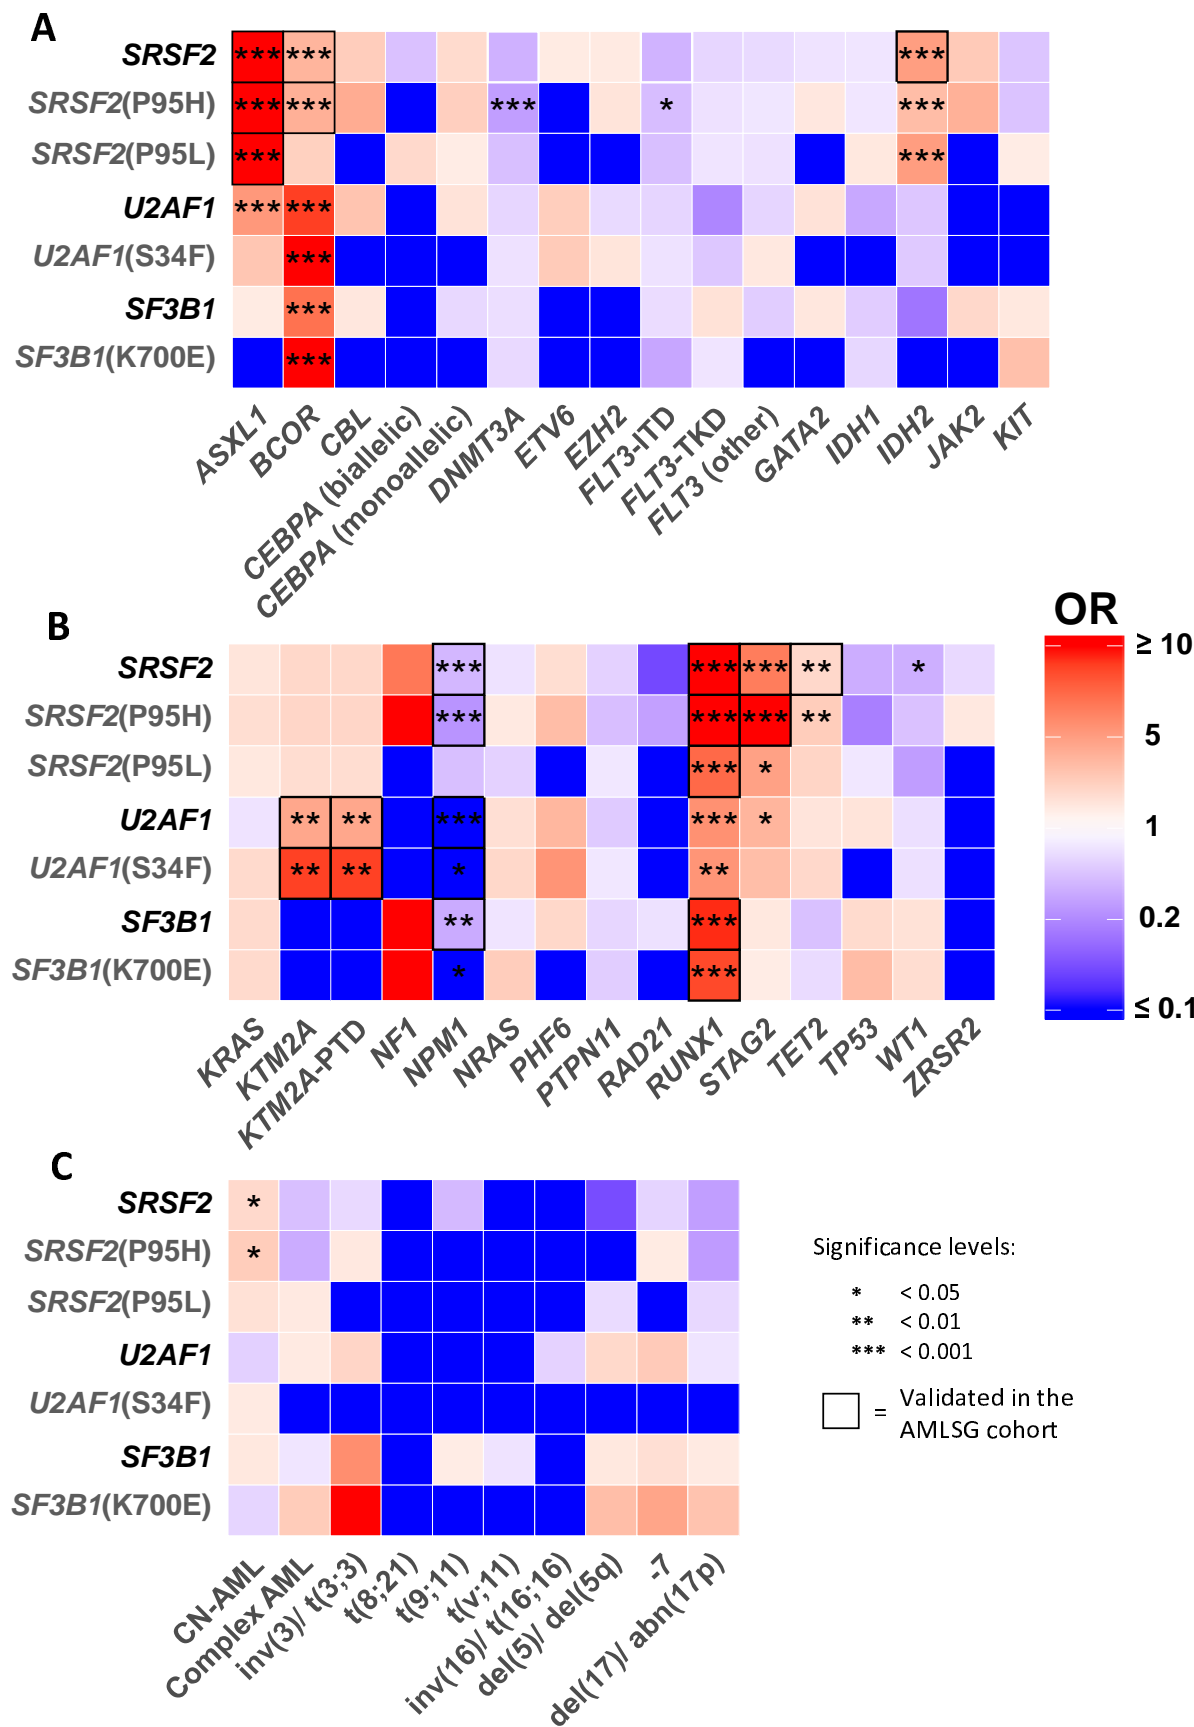 A
SRSF2 *** *** ***
SRSF2(P95H) *** *** *** * ***
SRSF2(P95L) *** ***
U2AF1 *** ***
U2AF1(S34F) ***
SF3B1 ***
SF3B1(K700E) ***
ASXL1 BCOR CBL CEBPA (biallelic) CEBPA (monoallelic) DNMT3A ETV6 EZH2 FLT3-ITD FLT3-TKD FLT3 (other) GATA2 IDH1 IDH2 JAK2 KIT
B
SRSF2 *** *** *** ** *
SRSF2(P95H) *** *** *** **
SRSF2(P95L) *** *
U2AF1 ** ** *** *** *
U2AF1(S34F) ** ** * **
SF3B1 ** ***
SF3B1(K700E) * ***
KRAS KTM2A KTM2A-PTD NF1 NPM1 NRAS PHF6 PTPN11 RAD21 RUNX1 STAG2 TET2 TP53 WT1 ZRSR2
OR
≥ 10
5
1
0.2
≤ 0.1
C
SRSF2 *
SRSF2(P95H) *
SRSF2(P95L)
U2AF1
U2AF1(S34F)
SF3B1
SF3B1(K700E)
CN-AML Complex AML inv(3)/ t(3;3) t(8;21) t(9;11) t(v;11) inv(16)/ t(16;16) del(5)/ del(5q) -7 del(17)/ abn(17p)
Significance levels:
* < 0.05
** < 0.01
*** < 0.001
= Validated in the
AMLSG cohort